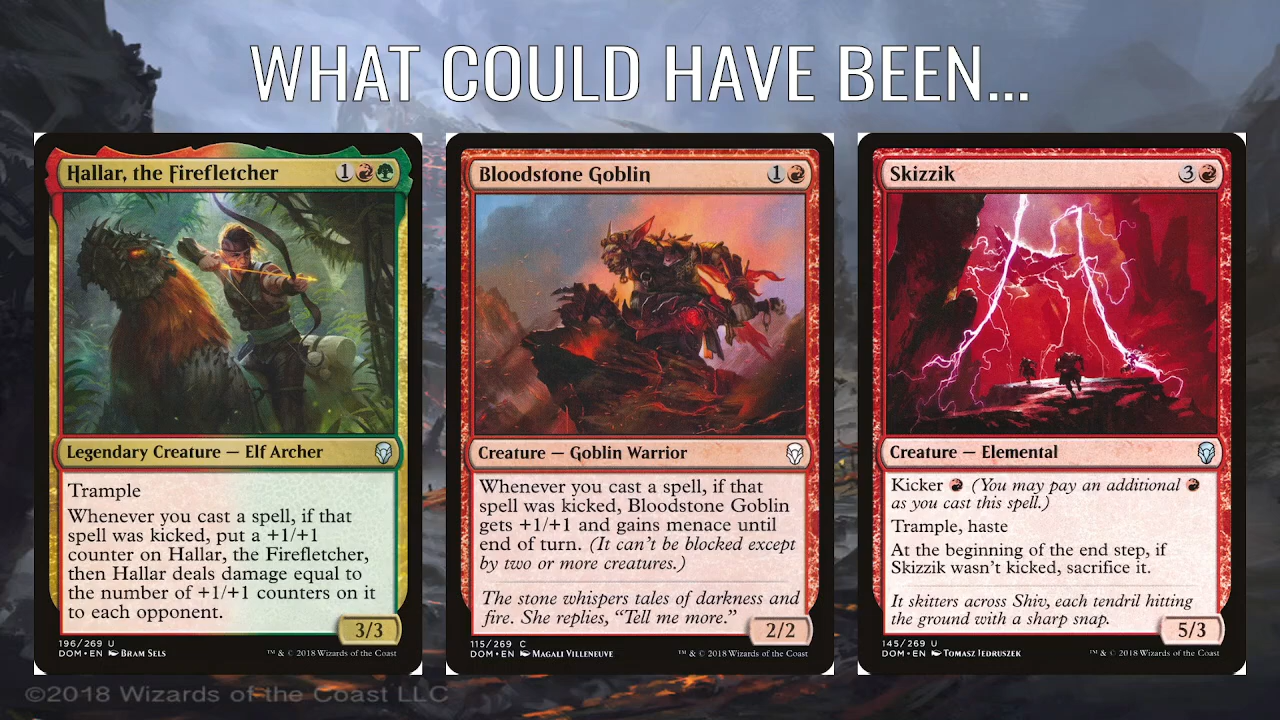 WHAT COULD HAVE BEEN...
Hallar, the Firefletcher 1
Legendary Creature — Elf Archer
Trample
Whenever you cast a spell, if that
spell was kicked, put a +1/+1
counter on Hallar, the Firefletcher,
then Hallar deals damage equal to
the number of +1/+1 counters on it
to each opponent.
3/3
196/269 U
DOM • EN BRAM SELS ™ & © 2018 Wizards of the Coast
Bloodstone Goblin 1
Creature — Goblin Warrior
Whenever you cast a spell, if that
spell was kicked, Bloodstone Goblin
gets +1/+1 and gains menace until
end of turn. (It can't be blocked except
by two or more creatures.)
The stone whispers tales of darkness and
fire. She replies, "Tell me more."
2/2
115/269 C
DOM • EN MAGALI VILLENEUVE ™ & © 2018 Wizards of the Coast
Skizzik 3
Creature — Elemental
Kicker (You may pay an additional
as you cast this spell.)
Trample, haste
At the beginning of the end step, if
Skizzik wasn't kicked, sacrifice it.
It skitters across Shiv, each tendril hitting
the ground with a sharp snap.
5/3
145/269 U
DOM • EN TOMASZ JEDRUSZEK ™ & © 2018 Wizards of the Coast
©2018 Wizards of the Coast LLC